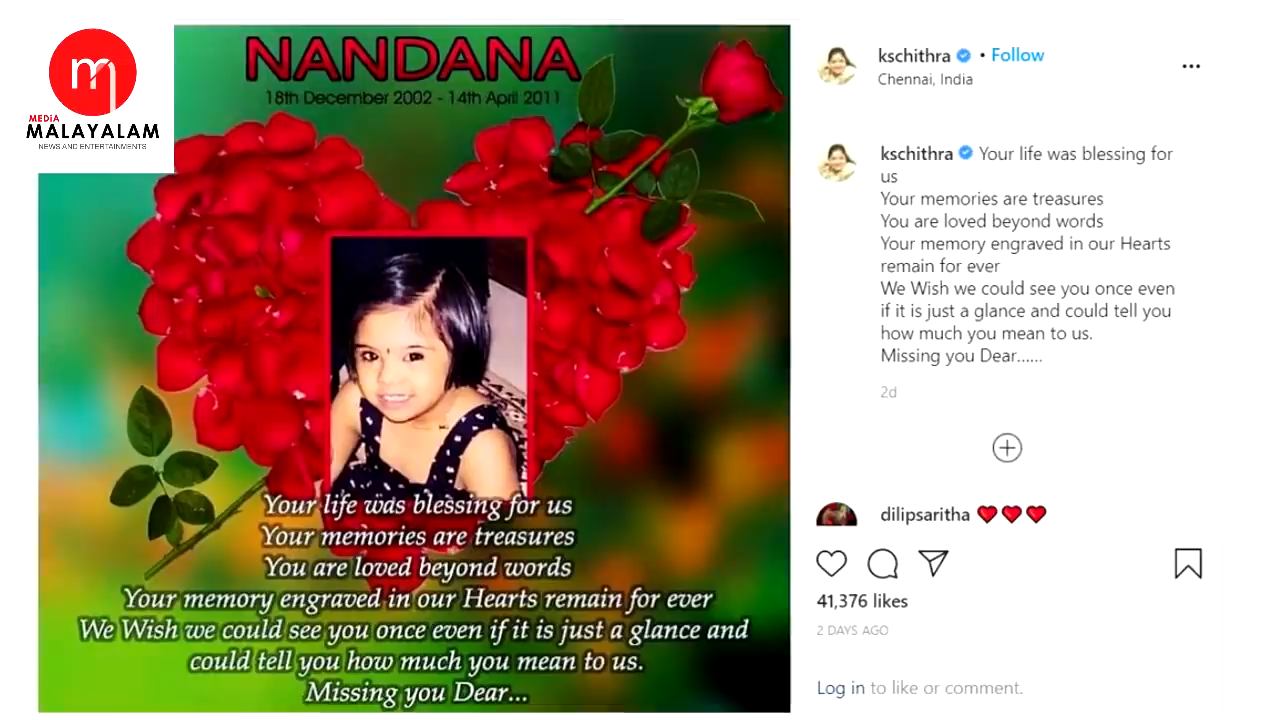 m
MEDiA
MALAYALAM
NEWS AND ENTERTAINMENTS
NANDANA
18th December 2002 - 14th April 2011
Your life was blessing for us
Your memories are treasures
You are loved beyond words
Your memory engraved in our Hearts remain for ever
We Wish we could see you once even if it is just a glance and
could tell you how much you mean to us.
Missing you Dear...
kschithra • Follow
Chennai, India
kschithra Your life was blessing for
us
Your memories are treasures
You are loved beyond words
Your memory engraved in our Hearts
remain for ever
We Wish we could see you once even
if it is just a glance and could tell you
how much you mean to us.
Missing you Dear......
2d
dilipsaritha ❤❤❤
41,376 likes
2 DAYS AGO
Log in to like or comment.